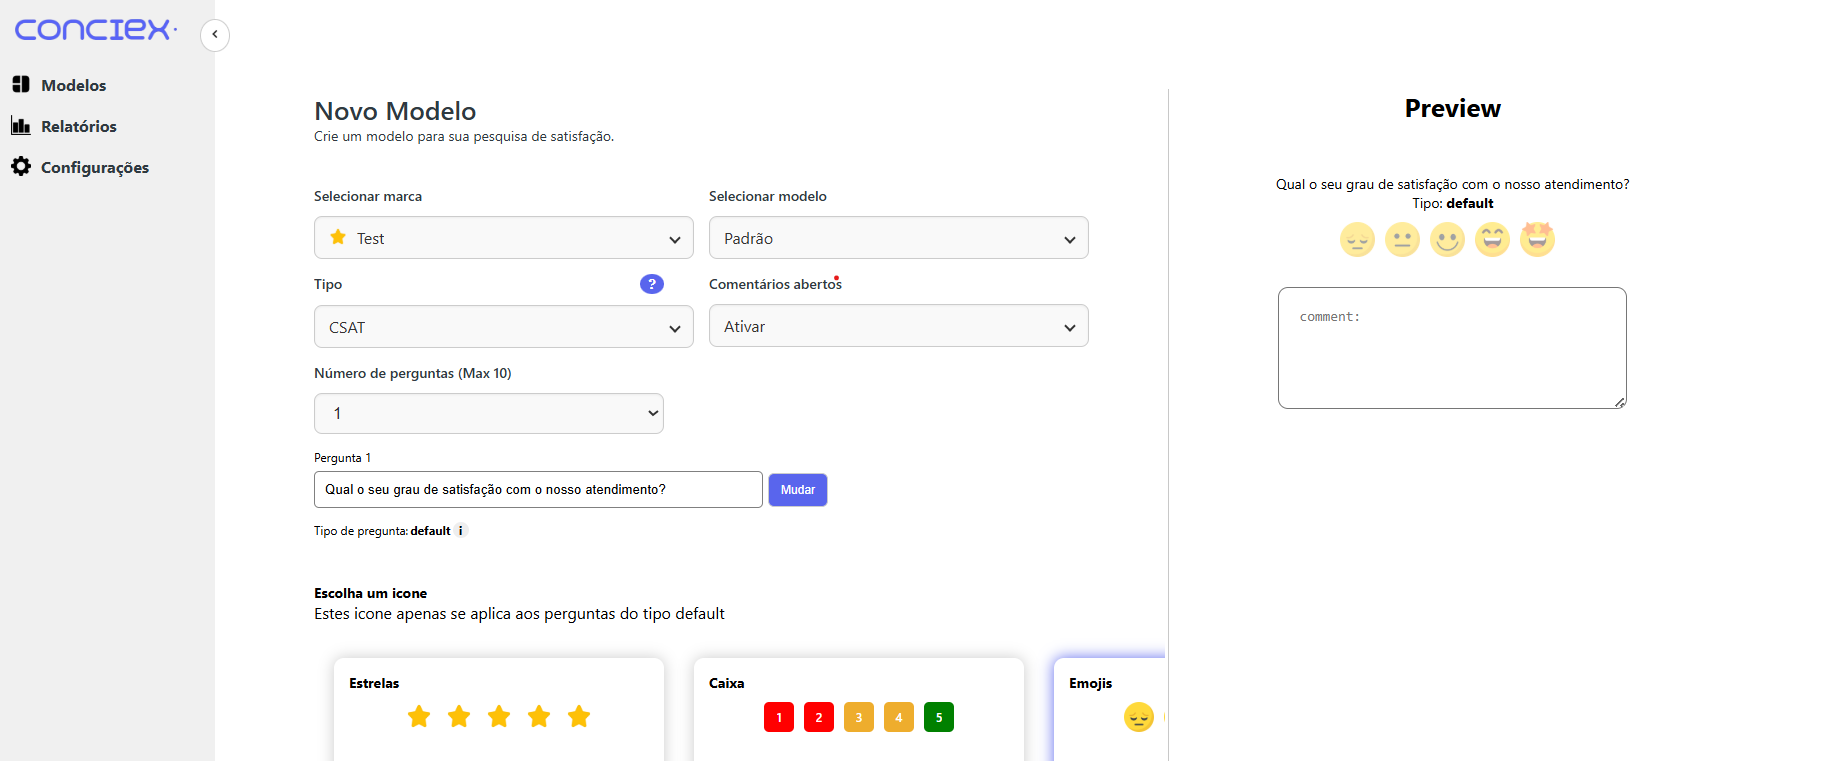 conciex
Modelos
Relatórios
Configurações
Novo Modelo
Crie um modelo para sua pesquisa de satisfação.
Selecionar marca
Selecionar modelo
Test
Padrão
Tipo
?
Comentários abertos
CSAT
Ativar
Número de perguntas (Max 10)
1
Pergunta 1
Qual o seu grau de satisfação com o nosso atendimento?
Mudar
Tipo de pregunta: default i
Escolha um icone
Estes icone apenas se aplica aos perguntas do tipo default
Estrelas
Caixa
1 2 3 4 5
Emojis
Preview
Qual o seu grau de satisfação com o nosso atendimento?
Tipo: default
comment: